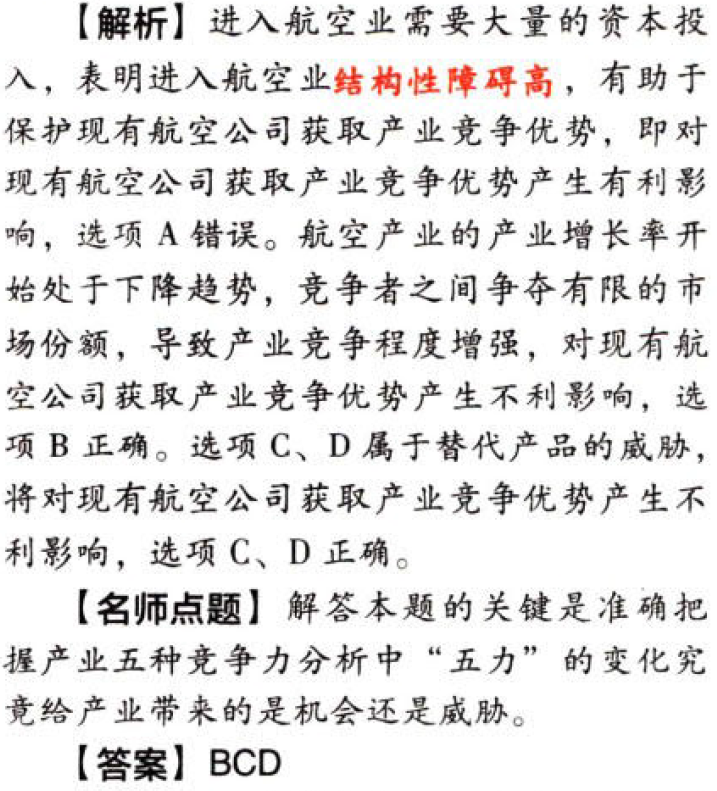 【解析】进入航空业需要大量的资本投
入，表明进入航空业结构性障碍高，有助于
保护现有航空公司获取产业竞争优势，即对
现有航空公司获取产业竞争优势产生有利影
响，选项 A 错误。航空产业的产业增长率开
始处于下降趋势，竞争者之间争夺有限的市
场份额，导致产业竞争程度增强，对现有航
空公司获取产业竞争优势产生不利影响，选
项 B 正确。选项 C、D 属于替代产品的威胁，
将对现有航空公司获取产业竞争优势产生不
利影响，选项 C、D 正确。
【名师点题】解答本题的关键是准确把
握产业五种竞争力分析中“五力”的变化究
竟给产业带来的是机会还是威胁。
【答案】BCD